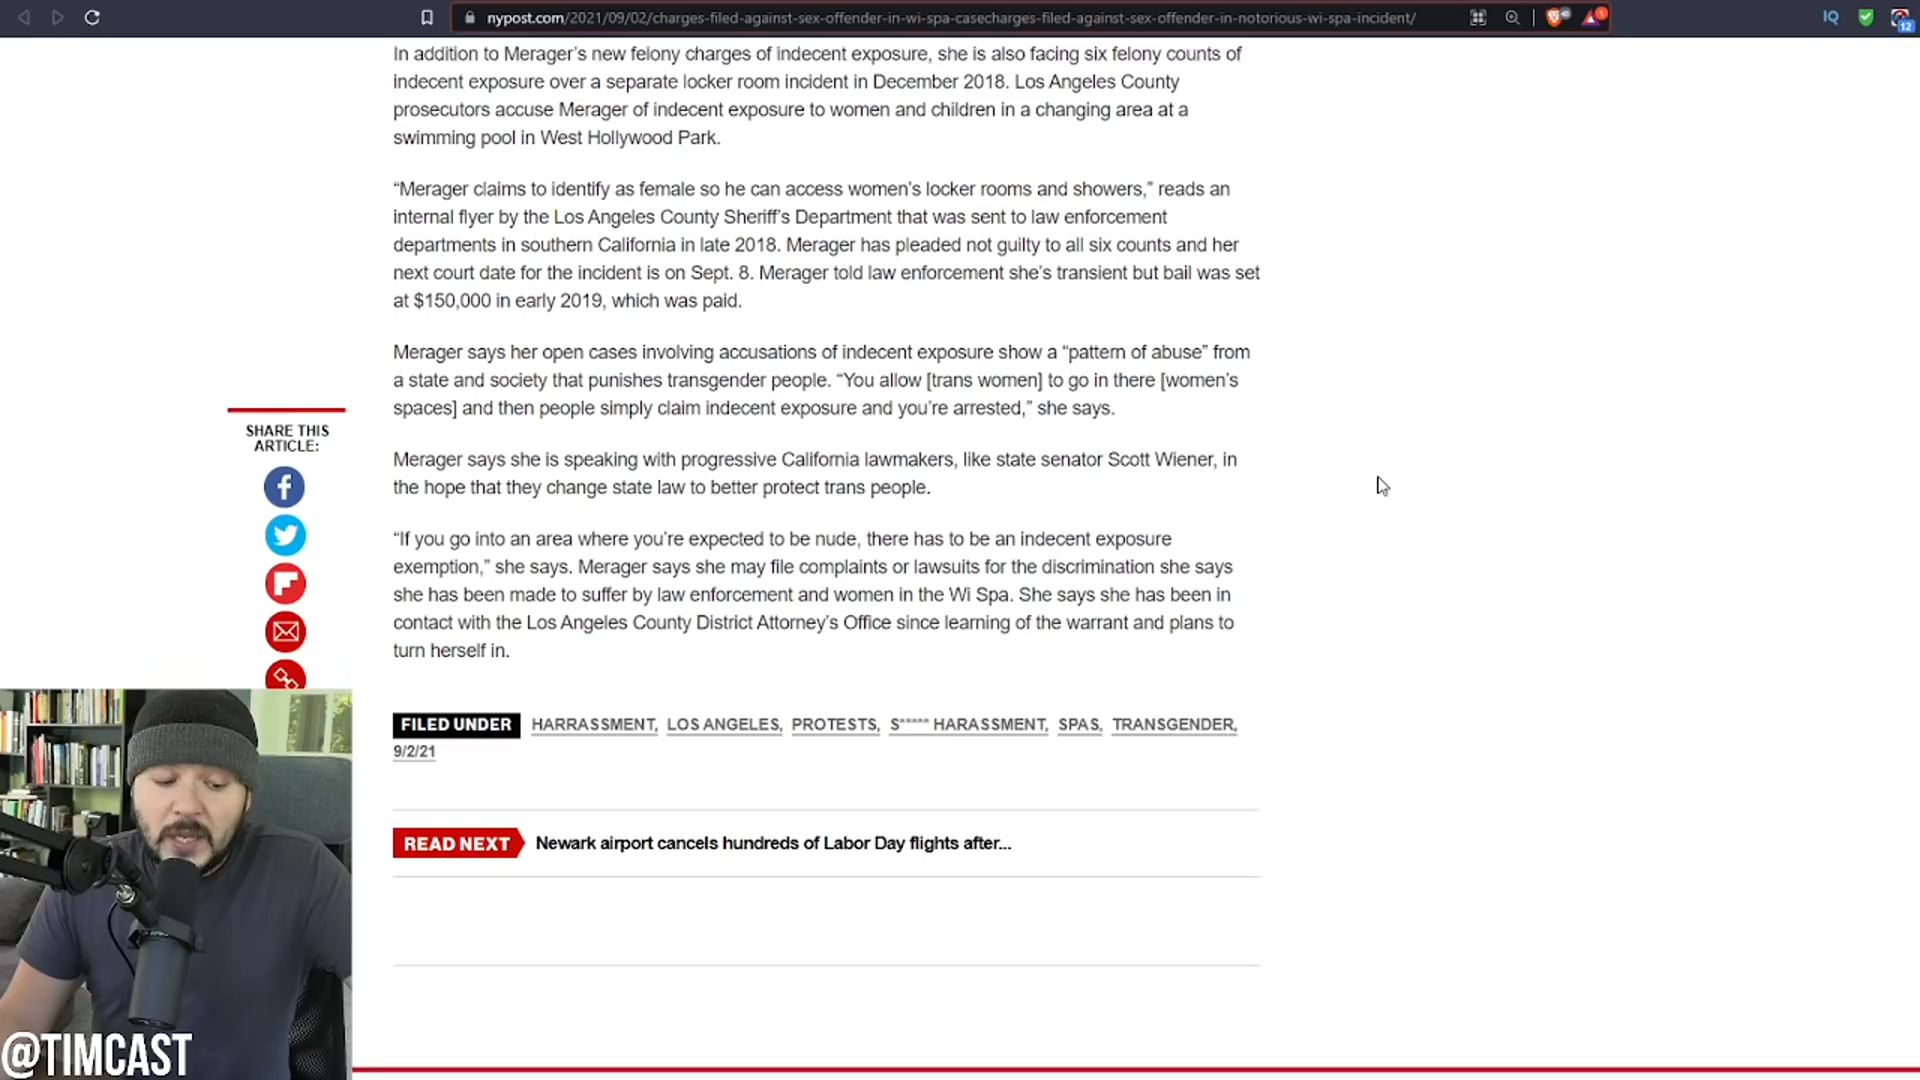 nypost.com/2021/09/02/charges-filed-against-sex-offender-in-wi-spa-casecharges-filed-against-sex-offender-in-notorious-wi-spa-incident/
IQ
12
In addition to Merager's new felony charges of indecent exposure, she is also facing six felony counts of
indecent exposure over a separate locker room incident in December 2018. Los Angeles County
prosecutors accuse Merager of indecent exposure to women and children in a changing area at a
swimming pool in West Hollywood Park.
“Merager claims to identify as female so he can access women's locker rooms and showers,” reads an
internal flyer by the Los Angeles County Sheriff's Department that was sent to law enforcement
departments in southern California in late 2018. Merager has pleaded not guilty to all six counts and her
next court date for the incident is on Sept. 8. Merager told law enforcement she's transient but bail was set
at $150,000 in early 2019, which was paid.
Merager says her open cases involving accusations of indecent exposure show a “pattern of abuse” from
a state and society that punishes transgender people. “You allow [trans women] to go in there [women's
spaces] and then people simply claim indecent exposure and you're arrested,” she says.
Merager says she is speaking with progressive California lawmakers, like state senator Scott Wiener, in
the hope that they change state law to better protect trans people.
“If you go into an area where you're expected to be nude, there has to be an indecent exposure
exemption,” she says. Merager says she may file complaints or lawsuits for the discrimination she says
she has been made to suffer by law enforcement and women in the Wi Spa. She says she has been in
contact with the Los Angeles County District Attorney's Office since learning of the warrant and plans to
turn herself in.
SHARE THIS
ARTICLE:
FILED UNDER HARRASSMENT, LOS ANGELES, PROTESTS, S***** HARASSMENT, SPAS, TRANSGENDER,
9/2/21
READ NEXT Newark airport cancels hundreds of Labor Day flights after...
@TIMCAST